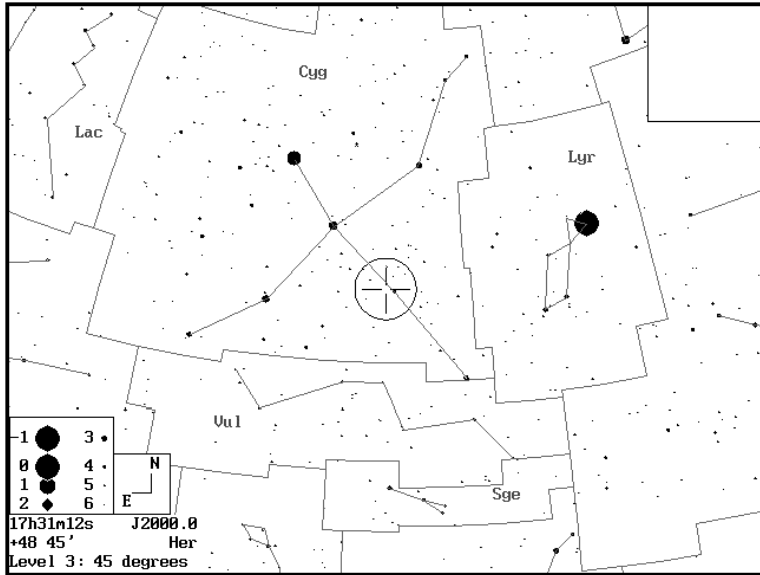 Cyg
Lac
Lyr
Vul
Sge
-1 3
0 4
1 5
2 6
N
E
17h31m12s J2000.0
+48 45' Her
Level 3: 45 degrees